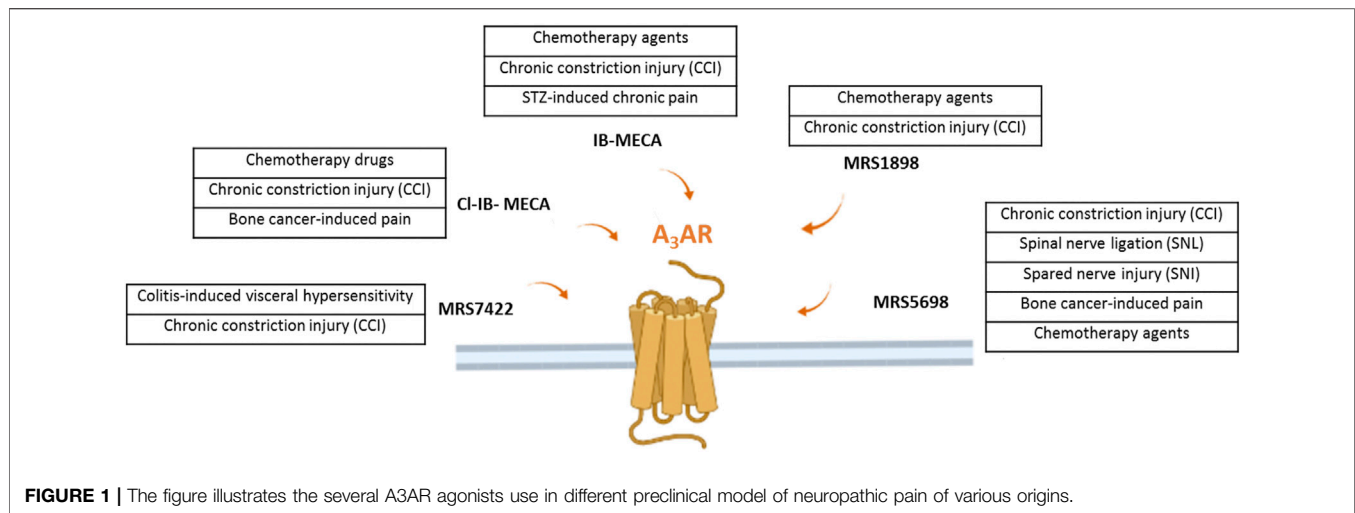 Chemotherapy agents
Chronic constriction injury (CCI)
STZ-induced chronic pain
IB-MECA
Chemotherapy agents
Chronic constriction injury (CCI)
MRS1898
Chemotherapy drugs
Chronic constriction injury (CCI)
Bone cancer-induced pain
Cl-IB- MECA
A₃AR
Chronic constriction injury (CCI)
Spinal nerve ligation (SNL)
Spared nerve injury (SNI)
Bone cancer-induced pain
Chemotherapy agents
MRS5698
Colitis-induced visceral hypersensitivity
Chronic constriction injury (CCI)
MRS7422
FIGURE 1 | The figure illustrates the several A3AR agonists use in different preclinical model of neuropathic pain of various origins.